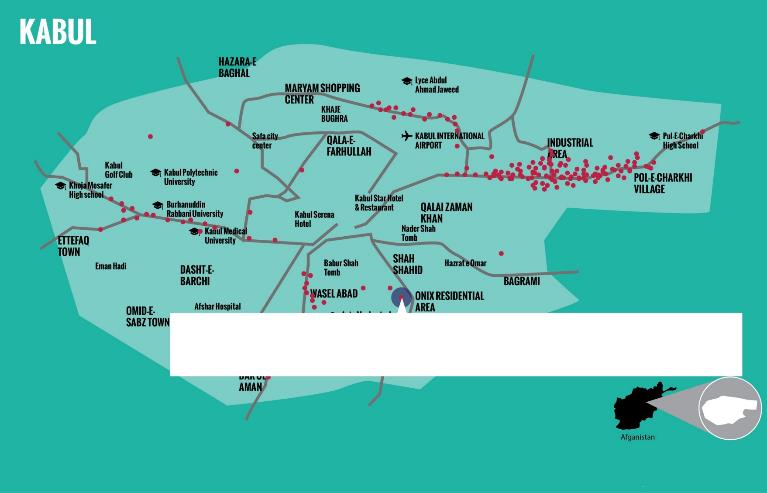 KABUL
HAZARA-E
BAGHAL
Lyce Abdul
Ahmad Jaweed
MARYAM SHOPPING
CENTER
KHAJE
BUGHRA
Safa city
center
KABUL INTERNATIONAL
AIRPORT
QALA-E-
FARHULLAH
INDUSTRIAL
AREA
Pul-E-Charkhi
High School
Kabul
Golf Club
Kabul Polytechnic
University
Khoja Mosafer
High school
POL-E-CHARKHI
VILLAGE
Burhanuddin
Rabbani University
Kabul Star Hotel
& Restaurant
QALAI ZAMAN
KHAN
Kabul Serena
Hotel
Kabul Medical
University
Nader Shah
Tomb
ETTEFAQ
TOWN
Eman Hadi
DASHT-E-
BARCHI
Babur Shah
Tomb
SHAH
SHAHID
Hazrat e Omar
BAGRAMI
WASEL ABAD
ONIX RESIDENTIAL
AREA
OMID-E-
SABZ TOWN
Afshar Hospital
AMAN
Afganistan